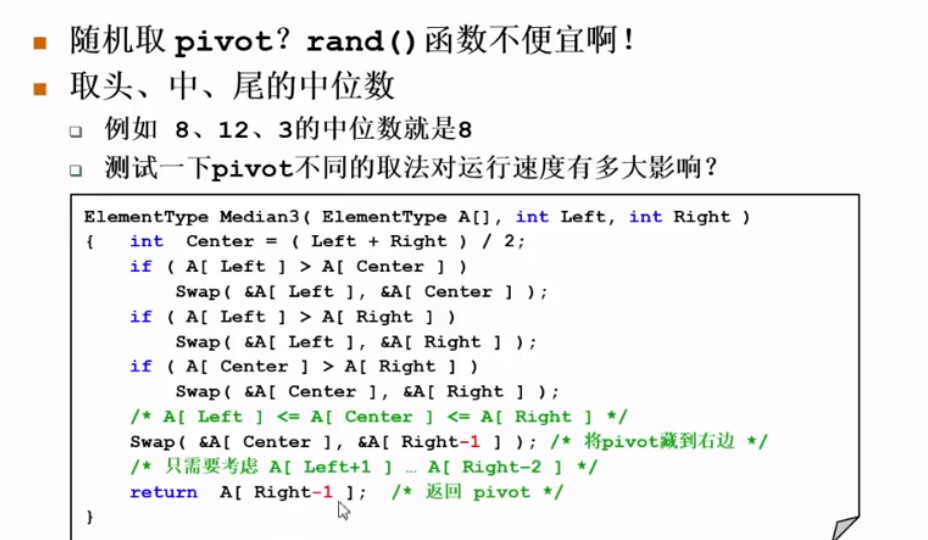 随机取 pivot？rand()函数不便宜啊！
取头、中、尾的中位数
例如 8、12、3的中位数就是8
测试一下pivot不同的取法对运行速度有多大影响？
ElementType Median3( ElementType A[], int Left, int Right )
{ int Center = ( Left + Right ) / 2;
if ( A[ Left ] > A[ Center ] )
Swap( &A[ Left ], &A[ Center ] );
if ( A[ Left ] > A[ Right ] )
Swap( &A[ Left ], &A[ Right ] );
if ( A[ Center ] > A[ Right ] )
Swap( &A[ Center ], &A[ Right ] );
/* A[ Left ] <= A[ Center ] <= A[ Right ] */
Swap( &A[ Center ], &A[ Right-1 ] ); /* 将pivot藏到右边 */
/* 只需要考虑 A[ Left+1 ] … A[ Right-2 ] */
return A[ Right-1 ]; /* 返回 pivot */
}